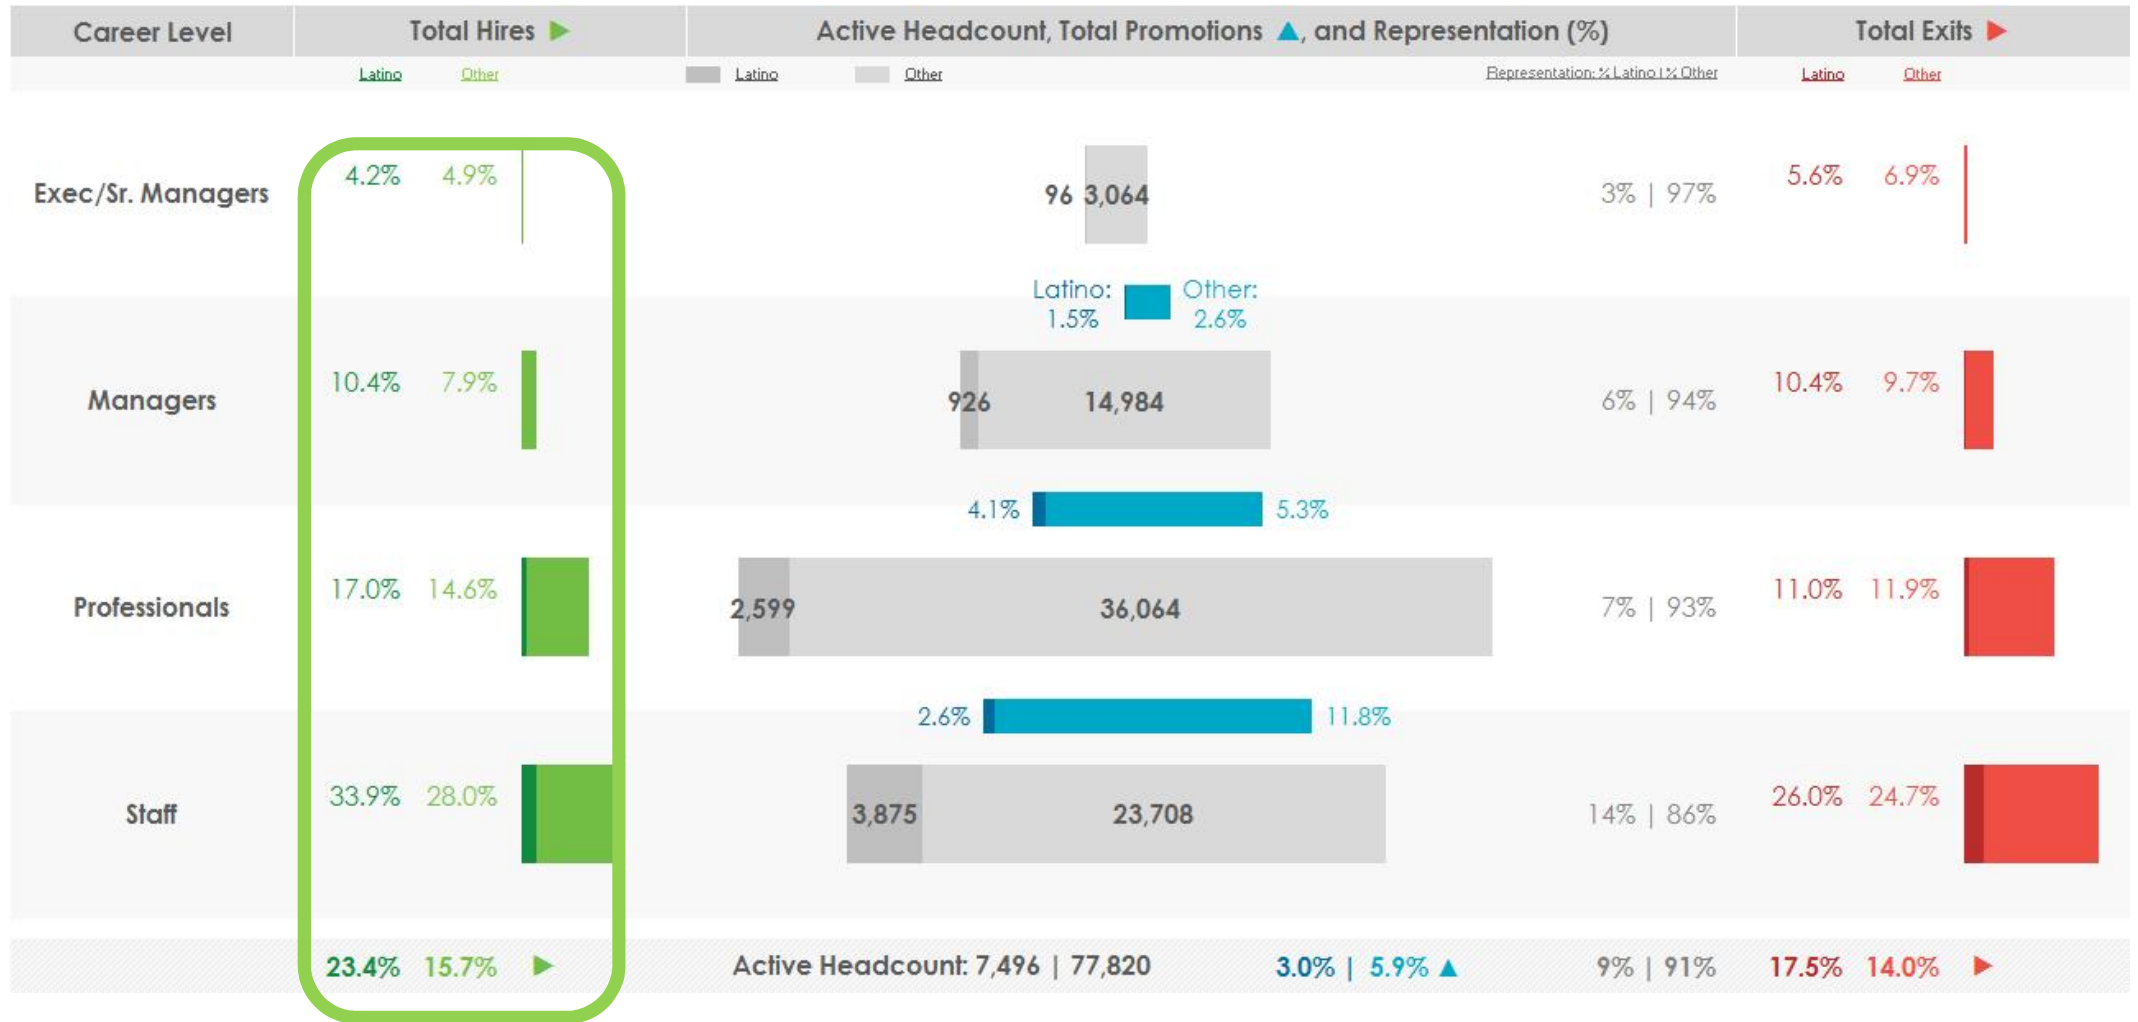 Career Level Total Hires ▶ Active Headcount, Total Promotions ▲, and Representation (%) Total Exits ▶
Latino Other Latino Other Representation: % Latino | % Other Latino Other
Exec/Sr. Managers 4.2% 4.9% 96 3,064 3% | 97% 5.6% 6.9%
Latino: 1.5% Other: 2.6%
Managers 10.4% 7.9% 926 14,984 6% | 94% 10.4% 9.7%
4.1% 5.3%
Professionals 17.0% 14.6% 2,599 36,064 7% | 93% 11.0% 11.9%
2.6% 11.8%
Staff 33.9% 28.0% 3,875 23,708 14% | 86% 26.0% 24.7%
23.4% 15.7% ▶ Active Headcount: 7,496 | 77,820 3.0% | 5.9% ▲ 9% | 91% 17.5% 14.0% ▶